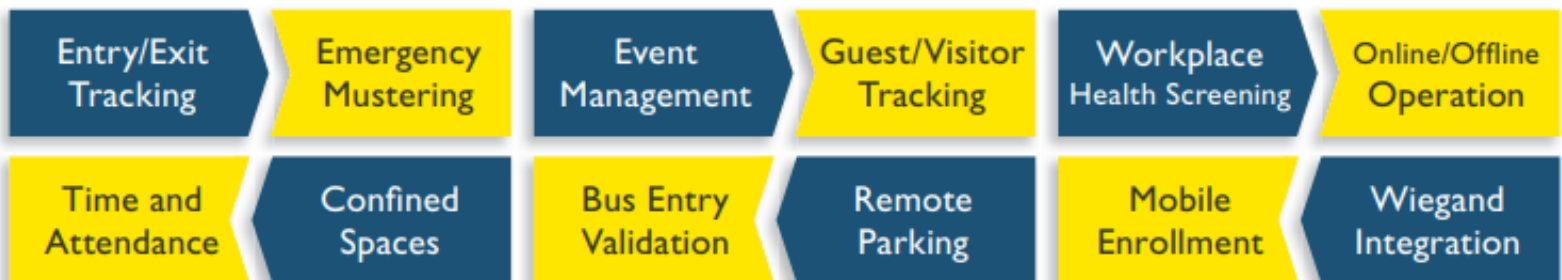 Entry/Exit
Tracking
Emergency
Mustering
Event
Management
Guest/Visitor
Tracking
Workplace
Health Screening
Online/Offline
Operation
Time and
Attendance
Confined
Spaces
Bus Entry
Validation
Remote
Parking
Mobile
Enrollment
Wiegand
Integration